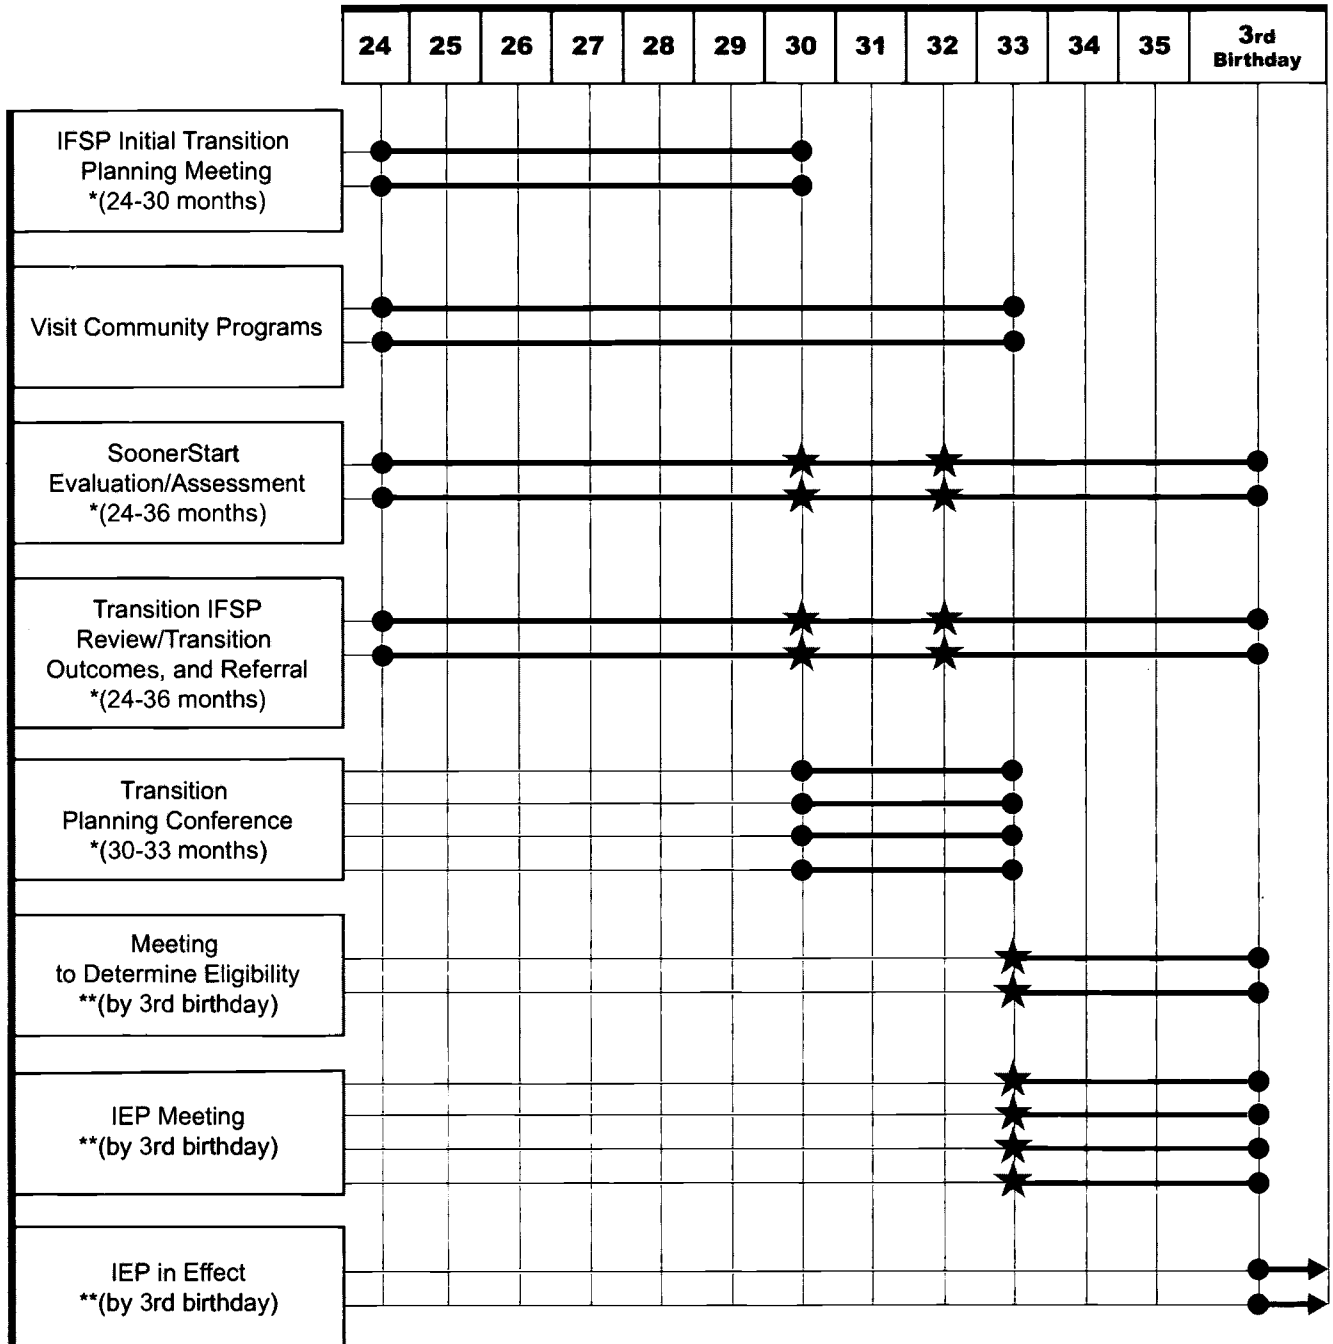 24 25 26 27 28 29 30 31 32 33 34 35 3rd
Birthday
IFSP Initial Transition
Planning Meeting
*(24-30 months)
Visit Community Programs
SoonerStart
Evaluation/Assessment
*(24-36 months)
Transition IFSP
Review/Transition
Outcomes, and Referral
*(24-36 months)
Transition
Planning Conference
*(30-33 months)
Meeting
to Determine Eligibility
**(by 3rd birthday)
IEP Meeting
**(by 3rd birthday)
IEP in Effect
**(by 3rd birthday)